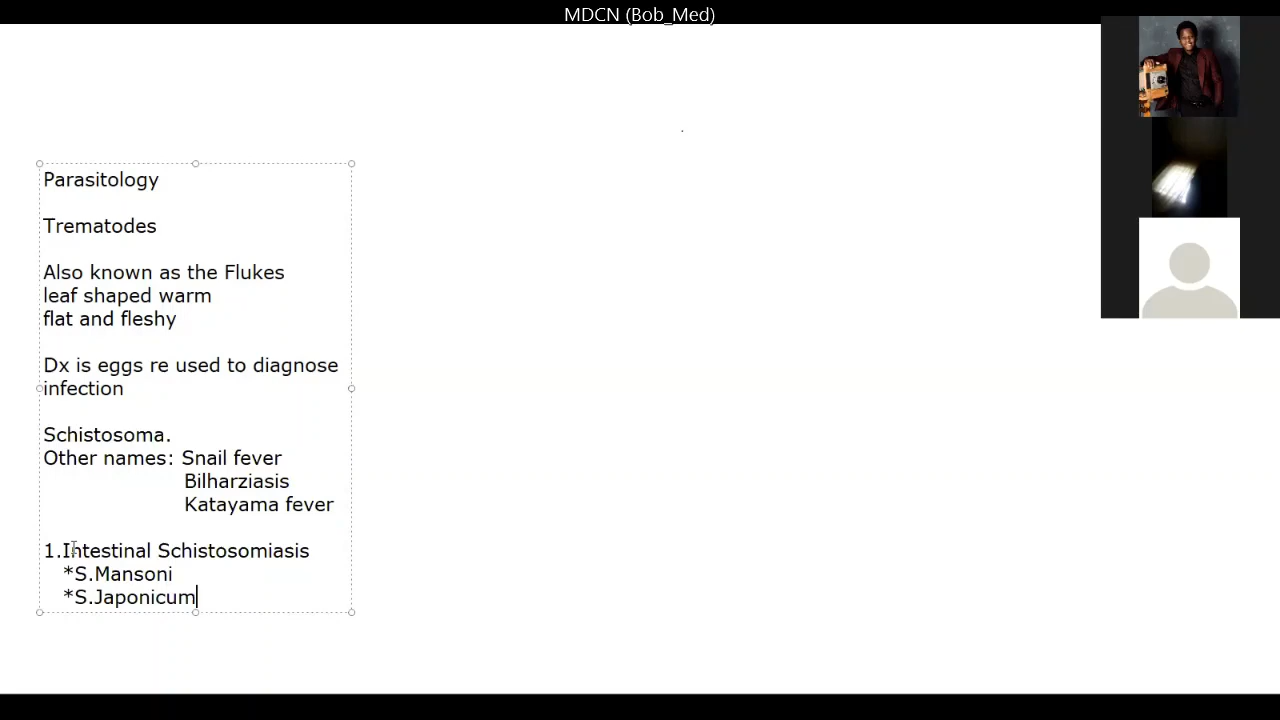 MDCN (Bob_Med)
Parasitology
Trematodes
Also known as the Flukes
leaf shaped warm
flat and fleshy
Dx is eggs re used to diagnose
infection
Schistosoma.
Other names: Snail fever
Bilharziasis
Katayama fever
1.Intestinal Schistosomiasis
*S.Mansoni
*S.Japonicum